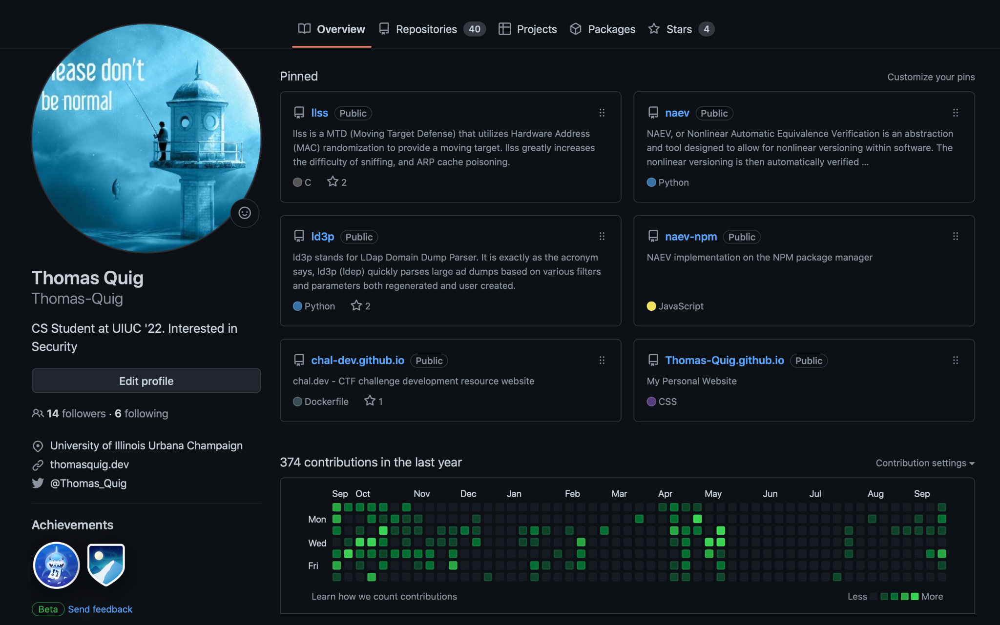 Overview
Repositories 40
Projects
Packages
Stars 4
lease don't
be normal
Thomas Quig
Thomas-Quig
CS Student at UIUC '22. Interested in
Security
Edit profile
14 followers · 6 following
University of Illinois Urbana Champaign
thomasquig.dev
@Thomas_Quig
Achievements
Beta Send feedback
Pinned
Customize your pins
llss Public
llss is a MTD (Moving Target Defense) that utilizes Hardware Address
(MAC) randomization to provide a moving target. llss greatly increases
the difficulty of sniffing, and ARP cache poisoning.
C 2
naev Public
NAEV, or Nonlinear Automatic Equivalence Verification is an abstraction
and tool designed to allow for nonlinear versioning within software. The
nonlinear versioning is then automatically verified ...
Python
ld3p Public
ld3p stands for LDap Domain Dump Parser. It is exactly as the acronym
says, ld3p (ldep) quickly parses large ad dumps based on various filters
and parameters both regenerated and user created.
Python 2
naev-npm Public
NAEV implementation on the NPM package manager
JavaScript
chal-dev.github.io Public
chal.dev - CTF challenge development resource website
Dockerfile 1
Thomas-Quig.github.io Public
My Personal Website
CSS
374 contributions in the last year
Contribution settings
Sep Oct Nov Dec Jan Feb Mar Apr May Jun Jul Aug Sep
Mon
Wed
Fri
Learn how we count contributions
Less More